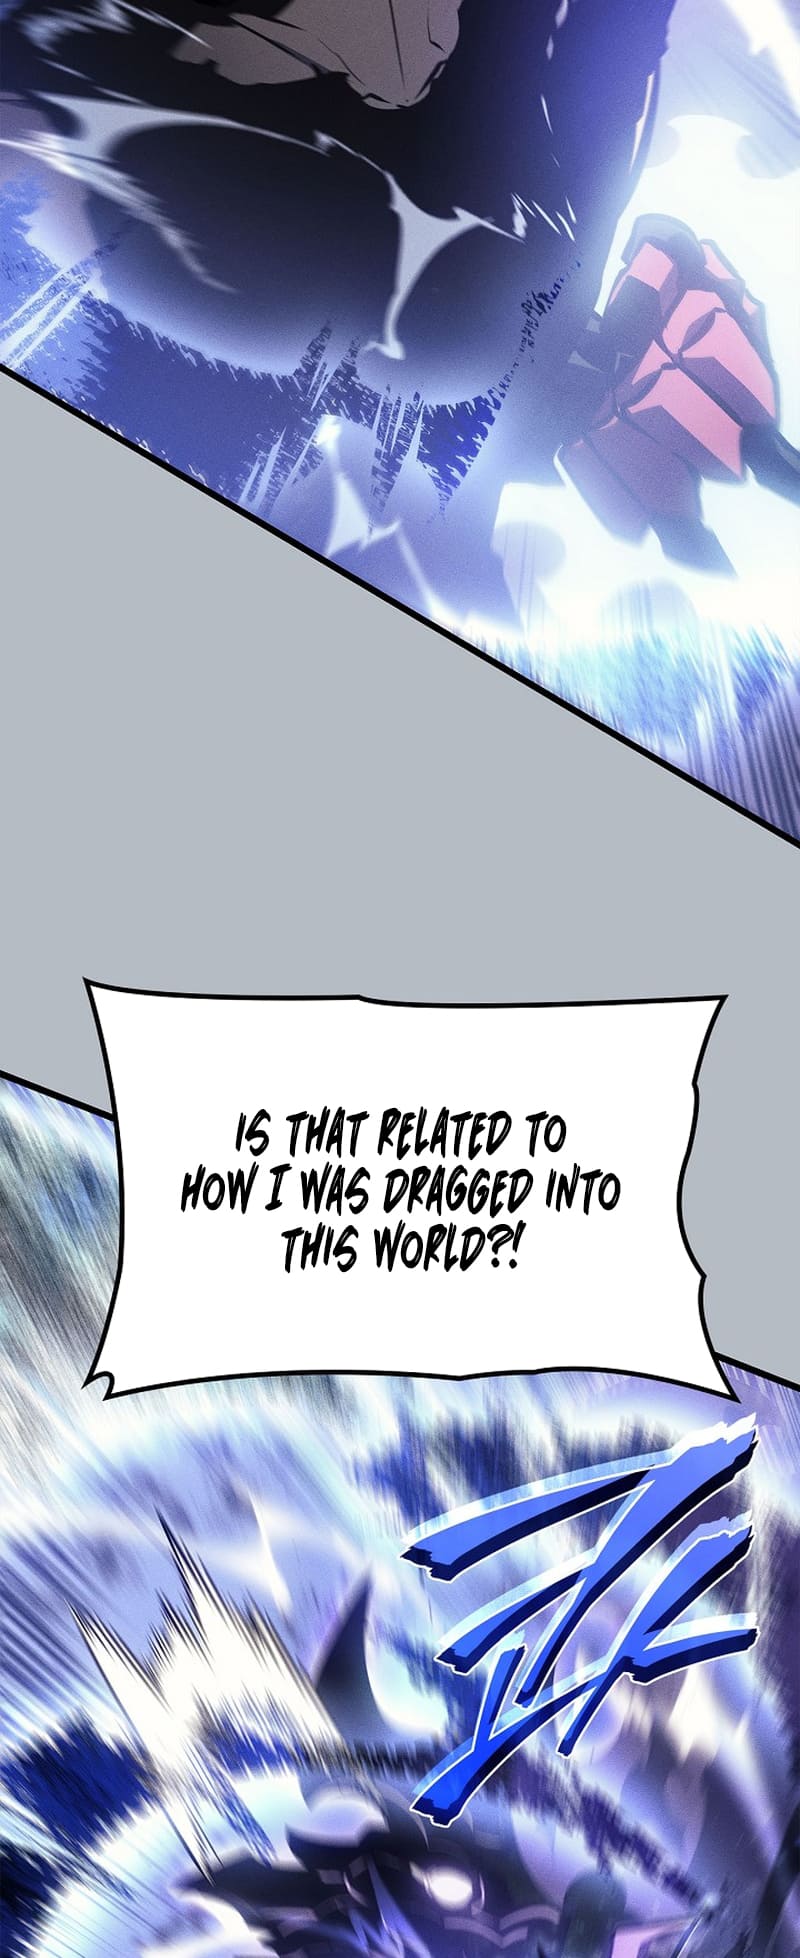 IS THAT RELATED TO
HOW I WAS DRAGGED INTO
THIS WORLD?!